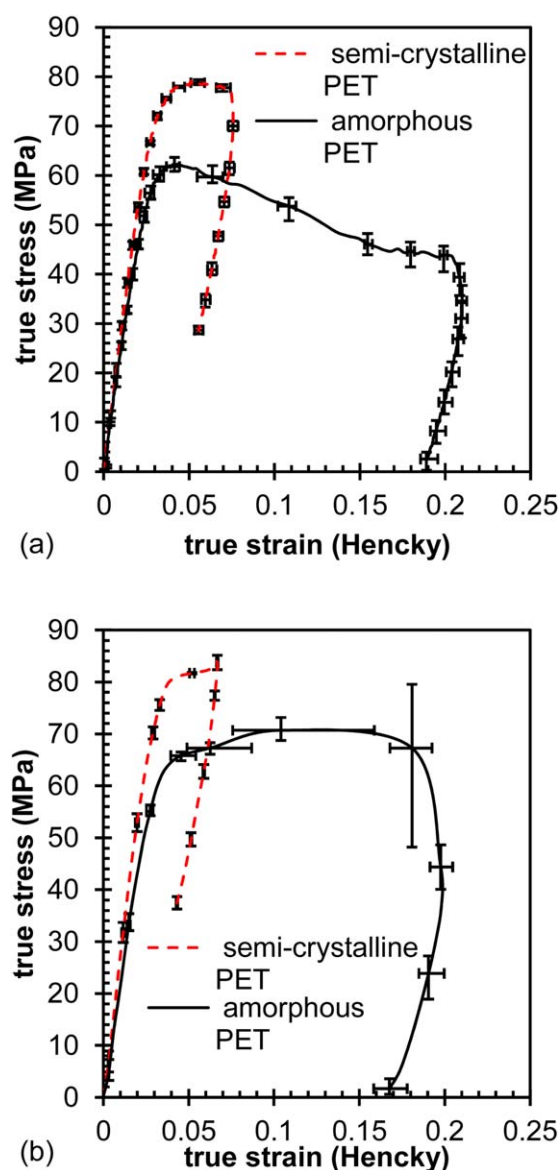 90
80
70
60
50
40
30
20
10
0
true stress (MPa)
semi-crystalline
PET
amorphous
PET
0 0.05 0.1 0.15 0.2 0.25
(a) true strain (Hencky)
90
80
70
60
50
40
30
20
10
0
true stress (MPa)
semi-crystalline
PET
amorphous
PET
0.00 0.05 0.10 0.15 0.20 0.25
(b) true strain (Hencky)